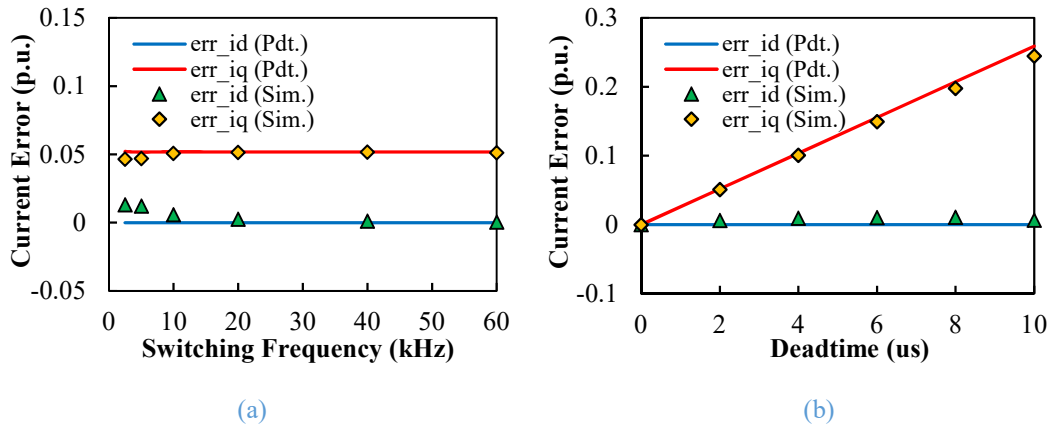 0.15
0.1
0.05
0
-0.05
Current Error (p.u.)
err_id (Pdt.)
err_iq (Pdt.)
err_id (Sim.)
err_iq (Sim.)
0 10 20 30 40 50 60
Switching Frequency (kHz)
(a)
0.3
0.2
0.1
0
-0.1
Current Error (p.u.)
err_id (Pdt.)
err_iq (Pdt.)
err_id (Sim.)
err_iq (Sim.)
0 2 4 6 8 10
Deadtime (us)
(b)